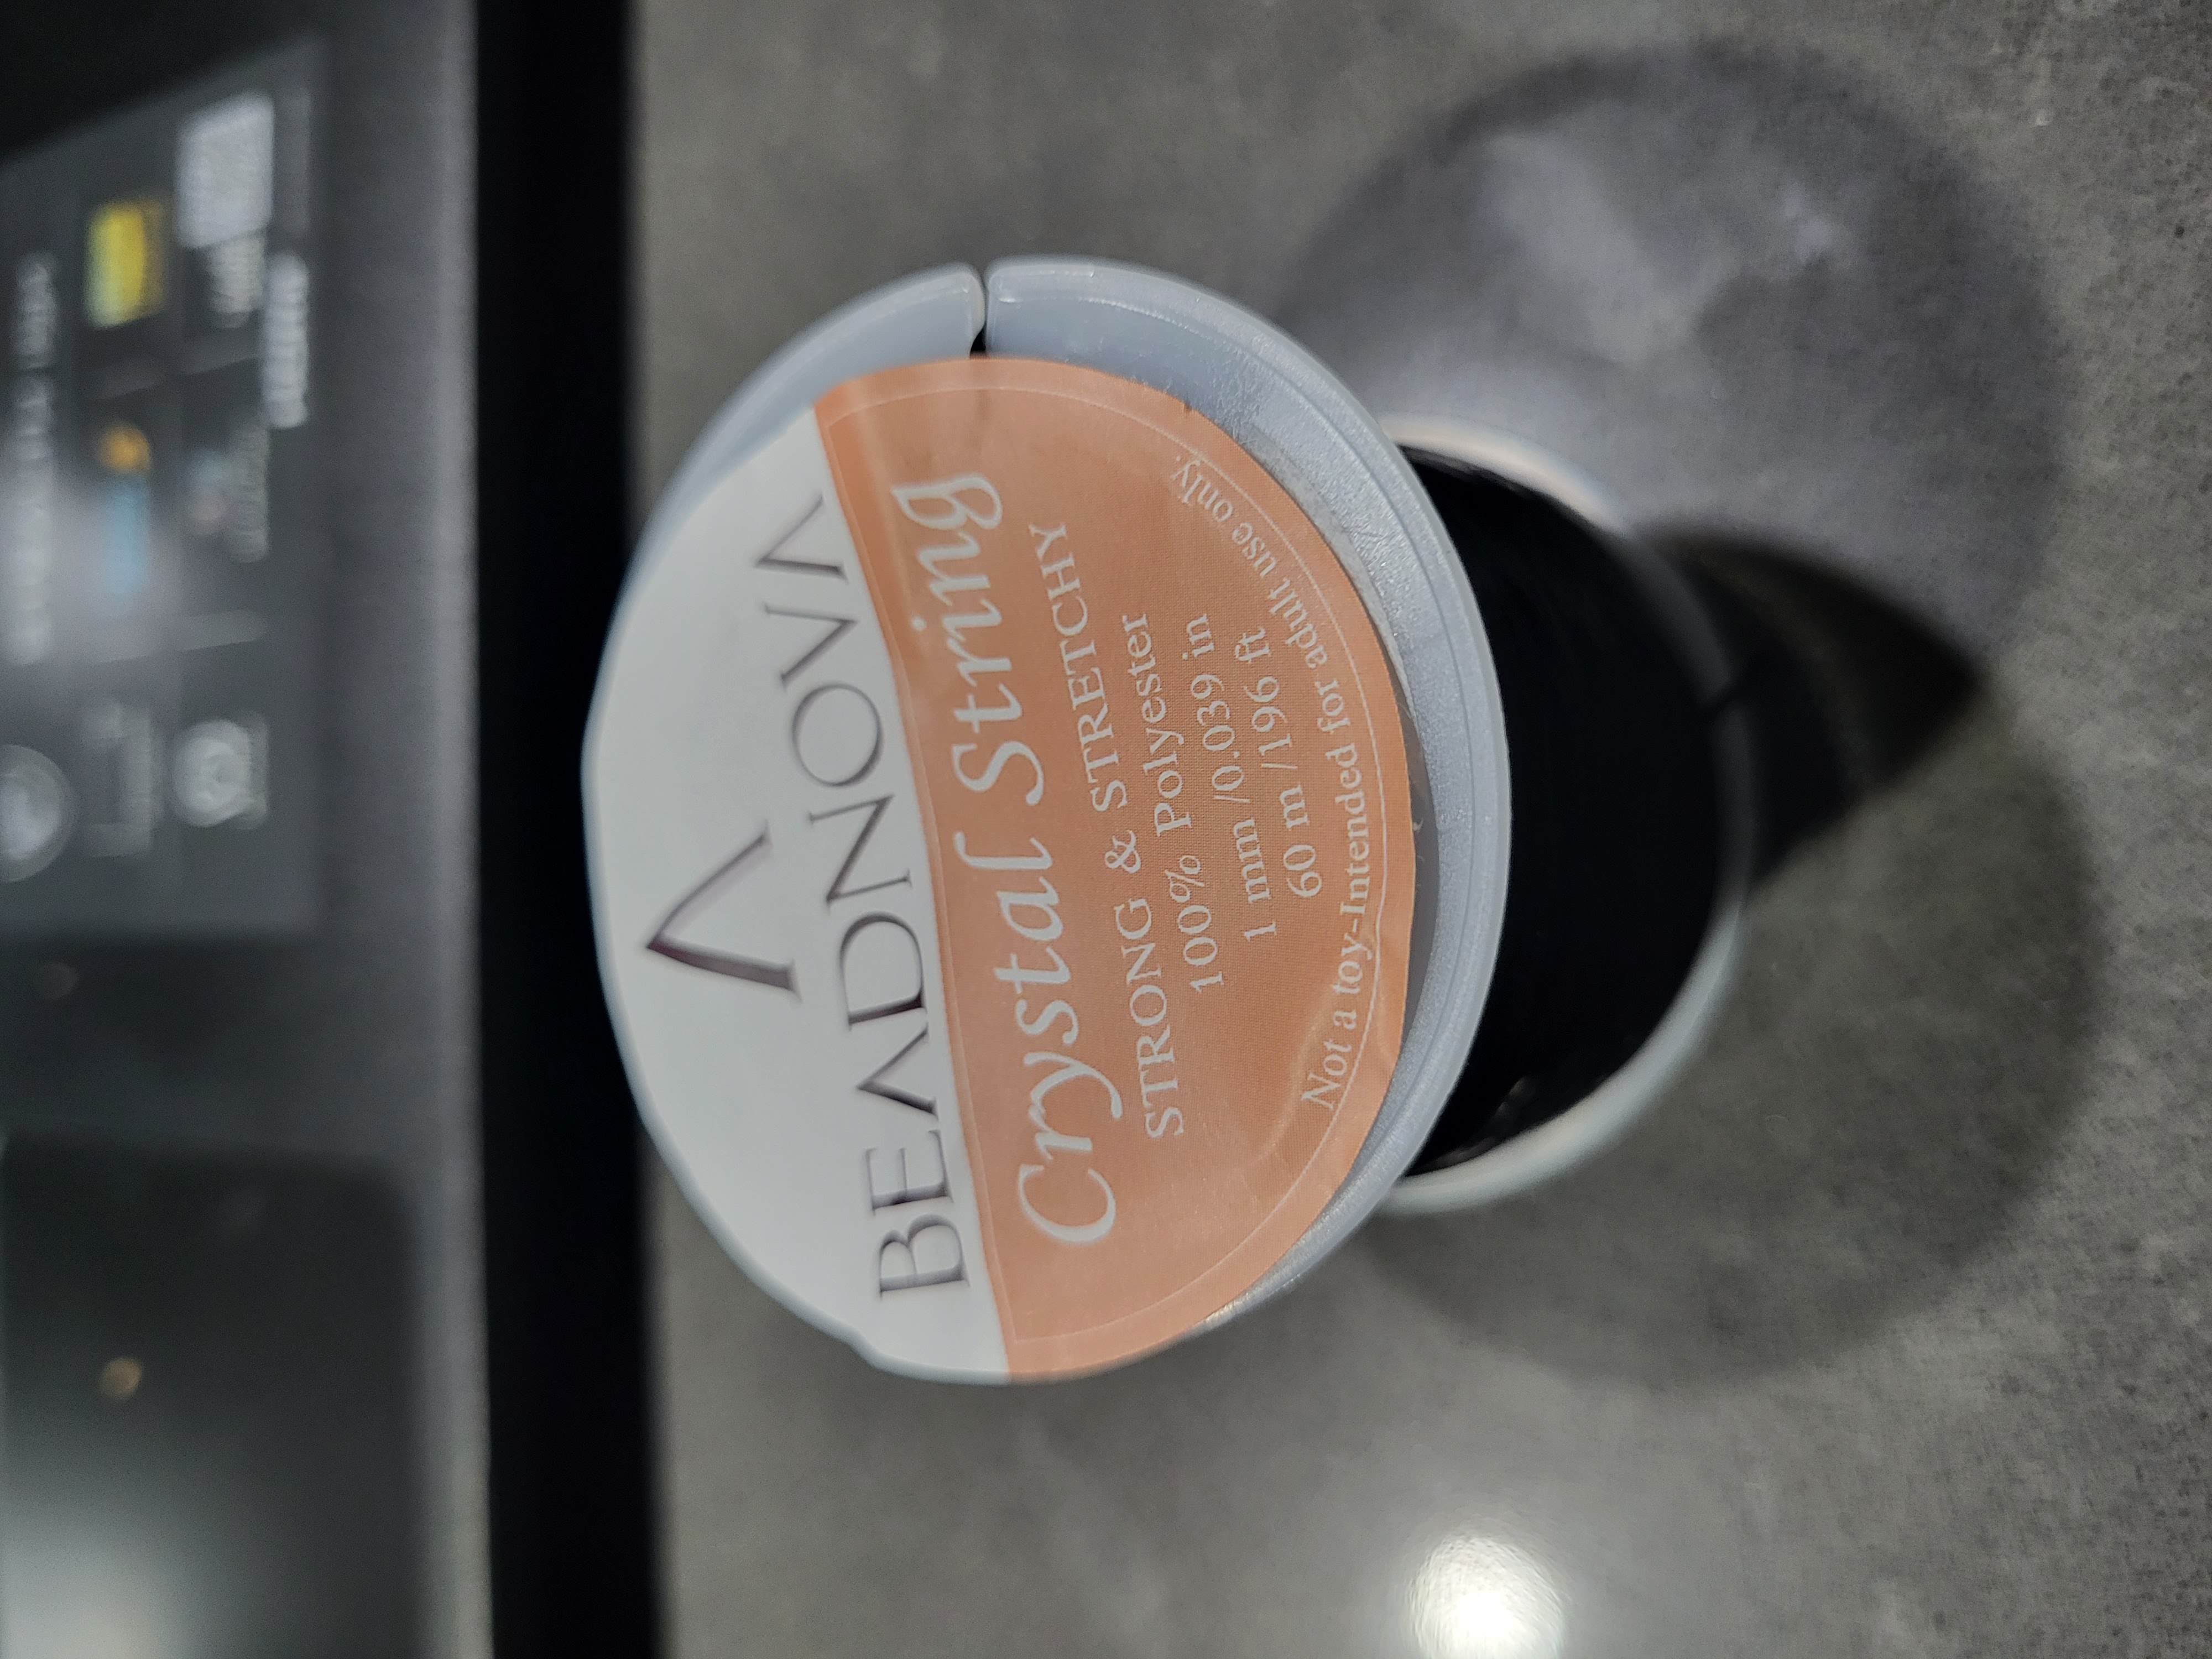 BEADNOVA
Crystal String
STRONG & STRETCHY
100% Polyester
1 mm /0.039 in
60 m /196 ft
Not a toy-Intended for adult use only.